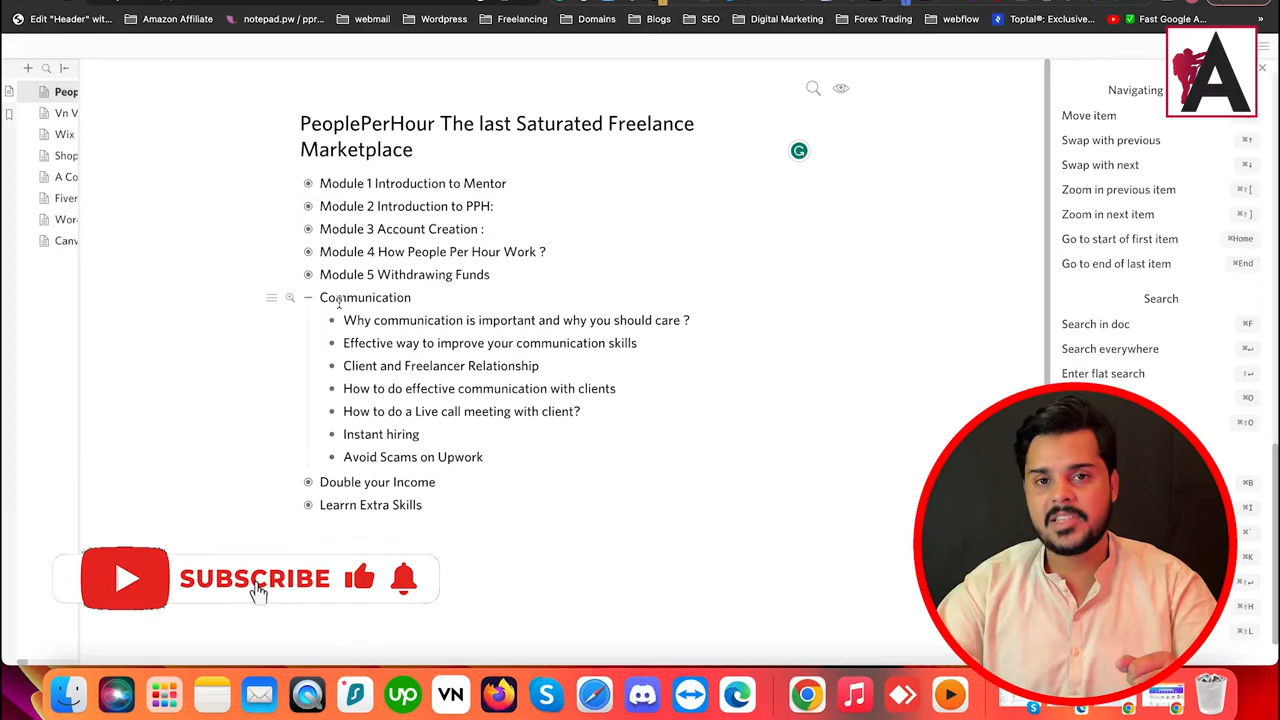 Edit "Header" "wt...
Amazon Affiliate
notepad.pw / ppr...
webmail
Wordpress
Freelancing
Domains
Blogs
SEO
Digital Marketing
Forex Trading
webflow
Toptal®: Exclusive...
Fast Google A...
A
Peop
Vn V
Wix
Shop
A Co
Fiver
Wor
Canv
PeoplePerHour The last Saturated Freelance
Marketplace
Module 1 Introduction to Mentor
Module 2 Introduction to PPH:
Module 3 Account Creation :
Module 4 How People Per Hour Work ?
Module 5 Withdrawing Funds
Communication
Why communication is important and why you should care ?
Effective way to improve your communication skills
Client and Freelancer Relationship
How to do effective communication with clients
How to do a Live call meeting with client?
Instant hiring
Avoid Scams on Upwork
Double your Income
Learrn Extra Skills
Navigating
Move item
Swap with previous ⌘↑
Swap with next ⌘↓
Zoom in previous item ⌘⇧[
Zoom in next item ⌘⇧]
Go to start of first item ⌘Home
Go to end of last item ⌘End
Search
Search in doc ⌘F
Search everywhere ⌘↩
Enter flat search ⇧↩
⌘O
⌘⇧O
⌘B
⌘I
⌘`
⌘K
⌘⇧↩
⌘⇧H
⌘⇧L
SUBSCRIBE
up
VN
S